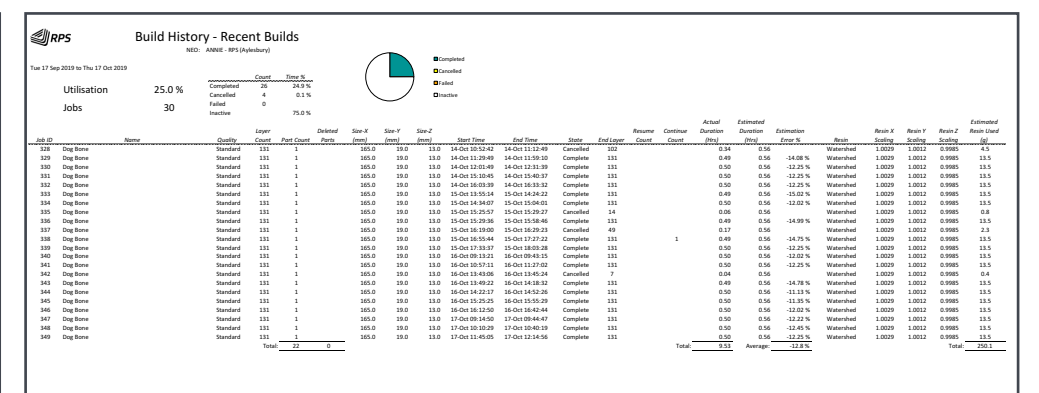 RPS
Build History - Recent Builds
NEO: ANNIE - RPS (Aylesbury)
Tue 17 Sep 2019 to Thu 17 Oct 2019
Utilisation 25.0 %
Jobs 30
Count Time %
Completed 26 24.9 %
Cancelled 4 0.1 %
Failed 0
Inactive 75.0 %
Completed
Cancelled
Failed
Inactive
Job ID Name Quality Layer Count Part Count Deleted Parts Size-X (mm) Size-Y (mm) Size-Z (mm) Start Time End Time State End Layer Resume Count Continue Count Actual Duration (Hrs) Estimated Duration (Hrs) Estimation Error % Resin Resin X Scaling Resin Y Scaling Resin Z Scaling Estimated Resin Used (g)
328 Dog Bone Standard 131 1 165.0 19.0 13.0 14-Oct 10:52:42 14-Oct 11:12:49 Cancelled 102 0.34 0.56 Watershed 1.0029 1.0012 0.9985 4.5
329 Dog Bone Standard 131 1 165.0 19.0 13.0 14-Oct 11:29:49 14-Oct 11:59:10 Complete 131 0.49 0.56 -14.08 % Watershed 1.0029 1.0012 0.9985 13.5
330 Dog Bone Standard 131 1 165.0 19.0 13.0 14-Oct 12:01:49 14-Oct 12:31:39 Complete 131 0.50 0.56 -12.25 % Watershed 1.0029 1.0012 0.9985 13.5
331 Dog Bone Standard 131 1 165.0 19.0 13.0 14-Oct 15:10:45 14-Oct 15:40:37 Complete 131 0.50 0.56 -12.25 % Watershed 1.0029 1.0012 0.9985 13.5
332 Dog Bone Standard 131 1 165.0 19.0 13.0 14-Oct 16:03:39 14-Oct 16:33:32 Complete 131 0.50 0.56 -12.25 % Watershed 1.0029 1.0012 0.9985 13.5
333 Dog Bone Standard 131 1 165.0 19.0 13.0 15-Oct 13:55:14 15-Oct 14:24:22 Complete 131 0.49 0.56 -15.02 % Watershed 1.0029 1.0012 0.9985 13.5
334 Dog Bone Standard 131 1 165.0 19.0 13.0 15-Oct 14:34:07 15-Oct 15:04:01 Complete 131 0.50 0.56 -12.02 % Watershed 1.0029 1.0012 0.9985 13.5
335 Dog Bone Standard 131 1 165.0 19.0 13.0 15-Oct 15:25:57 15-Oct 15:29:27 Cancelled 14 0.06 0.56 Watershed 1.0029 1.0012 0.9985 0.8
336 Dog Bone Standard 131 1 165.0 19.0 13.0 15-Oct 15:29:36 15-Oct 15:58:46 Complete 131 0.49 0.56 -14.99 % Watershed 1.0029 1.0012 0.9985 13.5
337 Dog Bone Standard 131 1 165.0 19.0 13.0 15-Oct 16:19:00 15-Oct 16:29:23 Cancelled 49 0.17 0.56 Watershed 1.0029 1.0012 0.9985 2.3
338 Dog Bone Standard 131 1 165.0 19.0 13.0 15-Oct 16:55:44 15-Oct 17:27:22 Complete 131 1 0.49 0.56 -14.75 % Watershed 1.0029 1.0012 0.9985 13.5
339 Dog Bone Standard 131 1 165.0 19.0 13.0 15-Oct 17:33:37 15-Oct 18:03:28 Complete 131 0.50 0.56 -12.25 % Watershed 1.0029 1.0012 0.9985 13.5
340 Dog Bone Standard 131 1 165.0 19.0 13.0 16-Oct 09:13:21 16-Oct 09:43:15 Complete 131 0.50 0.56 -12.02 % Watershed 1.0029 1.0012 0.9985 13.5
341 Dog Bone Standard 131 1 165.0 19.0 13.0 16-Oct 10:57:11 16-Oct 11:27:02 Complete 131 0.50 0.56 -12.25 % Watershed 1.0029 1.0012 0.9985 13.5
342 Dog Bone Standard 131 1 165.0 19.0 13.0 16-Oct 13:43:06 16-Oct 13:45:24 Cancelled 7 0.04 0.56 Watershed 1.0029 1.0012 0.9985 0.4
343 Dog Bone Standard 131 1 165.0 19.0 13.0 16-Oct 13:49:22 16-Oct 14:18:32 Complete 131 0.49 0.56 -14.78 % Watershed 1.0029 1.0012 0.9985 13.5
344 Dog Bone Standard 131 1 165.0 19.0 13.0 16-Oct 14:22:17 16-Oct 14:52:26 Complete 131 0.50 0.56 -11.13 % Watershed 1.0029 1.0012 0.9985 13.5
345 Dog Bone Standard 131 1 165.0 19.0 13.0 16-Oct 15:25:25 16-Oct 15:55:29 Complete 131 0.50 0.56 -11.35 % Watershed 1.0029 1.0012 0.9985 13.5
346 Dog Bone Standard 131 1 165.0 19.0 13.0 16-Oct 16:12:50 16-Oct 16:42:44 Complete 131 0.50 0.56 -12.02 % Watershed 1.0029 1.0012 0.9985 13.5
347 Dog Bone Standard 131 1 165.0 19.0 13.0 17-Oct 09:14:50 17-Oct 09:44:47 Complete 131 0.50 0.56 -12.22 % Watershed 1.0029 1.0012 0.9985 13.5
348 Dog Bone Standard 131 1 165.0 19.0 13.0 17-Oct 10:10:29 17-Oct 10:40:19 Complete 131 0.50 0.56 -12.45 % Watershed 1.0029 1.0012 0.9985 13.5
349 Dog Bone Standard 131 1 165.0 19.0 13.0 17-Oct 11:45:05 17-Oct 12:14:56 Complete 131 0.50 0.56 -12.25 % Watershed 1.0029 1.0012 0.9985 13.5
Total: 22 0 Total: 9.53 Average: -12.8 % Total: 250.1